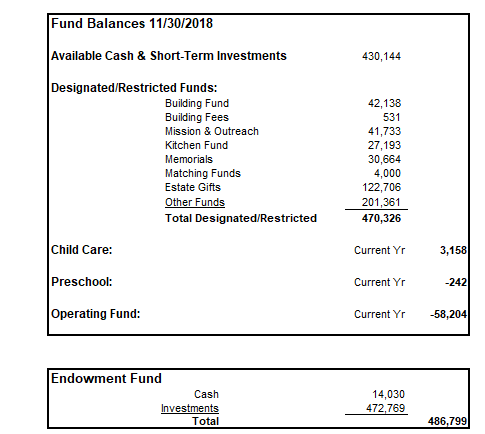 Fund Balances 11/30/2018
Available Cash & Short-Term Investments 430,144
Designated/Restricted Funds:
Building Fund 42,138
Building Fees 531
Mission & Outreach 41,733
Kitchen Fund 27,193
Memorials 30,664
Matching Funds 4,000
Estate Gifts 122,706
Other Funds 201,361
Total Designated/Restricted 470,326
Child Care: Current Yr 3,158
Preschool: Current Yr -242
Operating Fund: Current Yr -58,204
Endowment Fund
Cash 14,030
Investments 472,769
Total 486,799